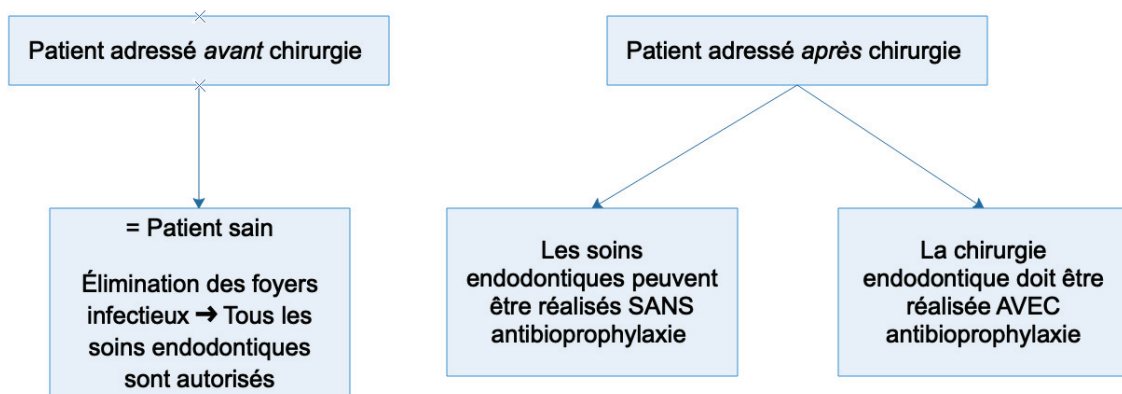 Patient adressé avant chirurgie
Patient adressé après chirurgie
= Patient sain
Élimination des foyers
infectieux ➔ Tous les
soins endodontiques
sont autorisés
Les soins
endodontiques peuvent
être réalisés SANS
antibioprophylaxie
La chirurgie
endodontique doit être
réalisée AVEC
antibioprophylaxie